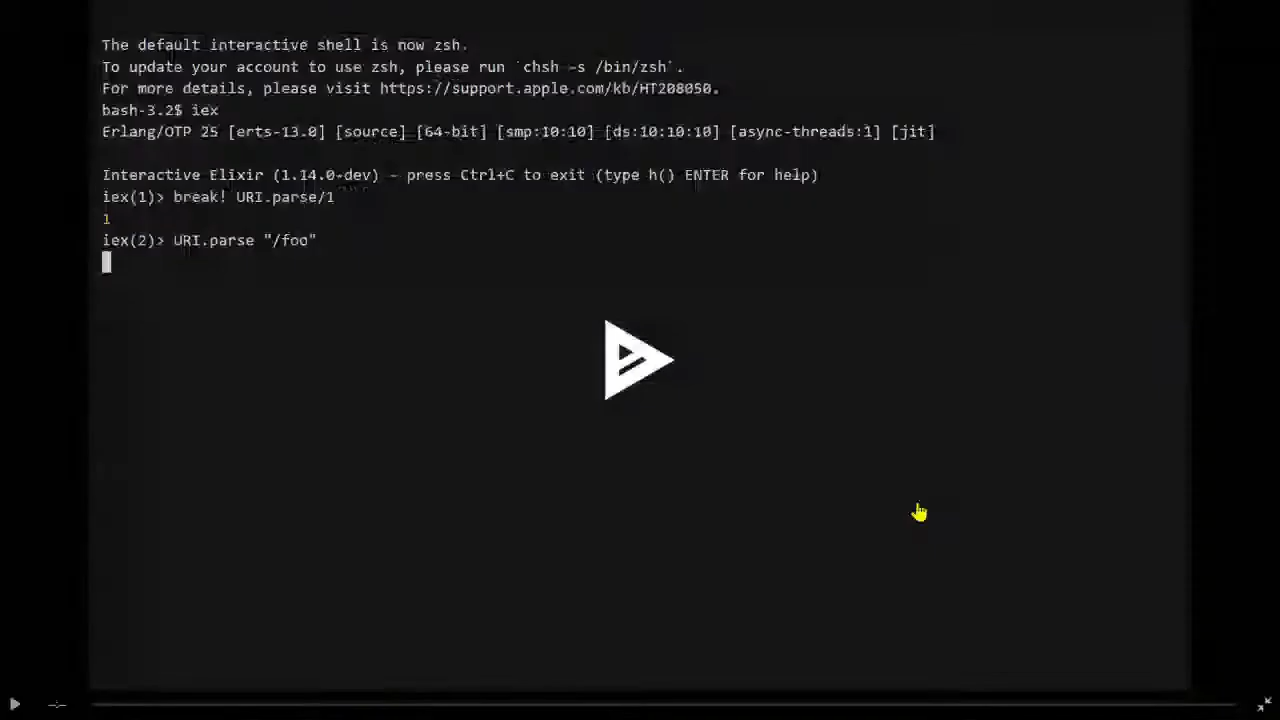 The default interactive shell is now zsh.
To update your account to use zsh, please run `chsh -s /bin/zsh`.
For more details, please visit https://support.apple.com/kb/HT208050.
bash-3.2$ iex
Erlang/OTP 25 [erts-13.0] [source] [64-bit] [smp:10:10] [ds:10:10:10] [async-threads:1] [jit]
Interactive Elixir (1.14.0-dev) - press Ctrl+C to exit (type h() ENTER for help)
iex(1)> break! URI.parse/1
1
iex(2)> URI.parse "/foo"